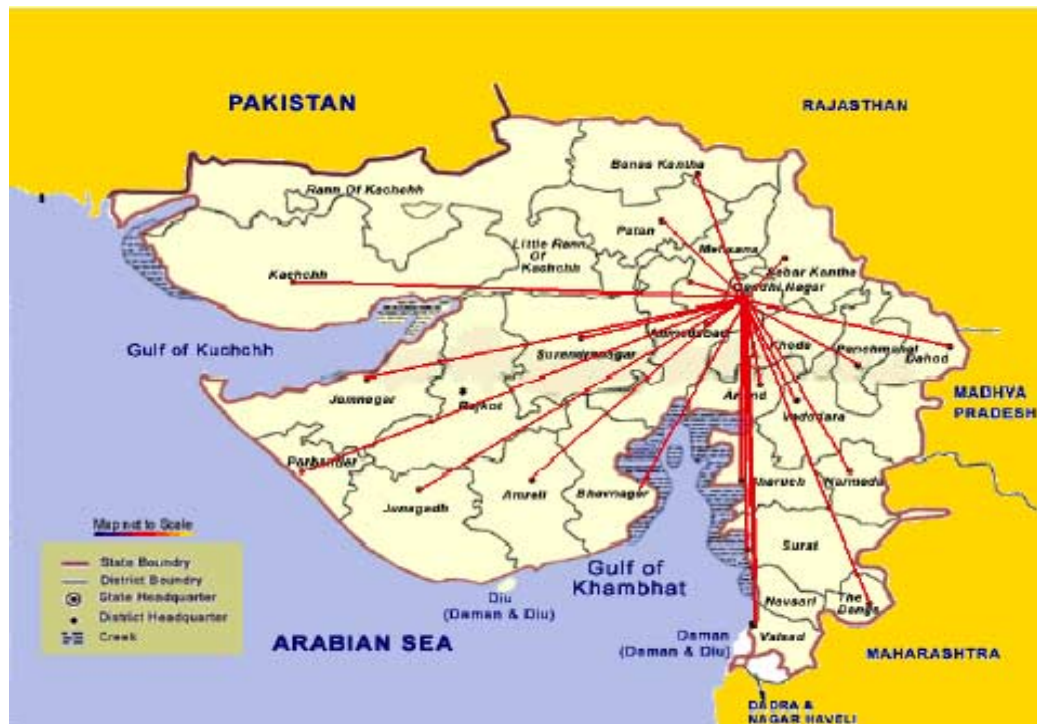 PAKISTAN
RAJASTHAN
Banas Kantha
Rann Of Kachchh
Patan
Mehsana
Little Rann
Of
Kachchh
Sabar Kantha
Kachchh
Gandhi Nagar
Gulf of Kuchchh
Ahmedabad
Surendranagar
Kheda
Panchmahal
Dahod
Jamnagar
Rajkot
Anand
Vadodara
MADHYA
PRADESH
Porbandar
Junagadh
Amreli
Bhavnagar
Bharuch
Narmada
Map not to Scale
State Boundry
District Boundry
State Headquarter
District Headquarter
Creek
Gulf of
Khambhat
Surat
Diu
(Daman & Diu)
Navsari
The
Dangs
ARABIAN SEA
Daman
(Daman & Diu)
Valsad
MAHARASHTRA
DADRA &
NAGAR HAVELI